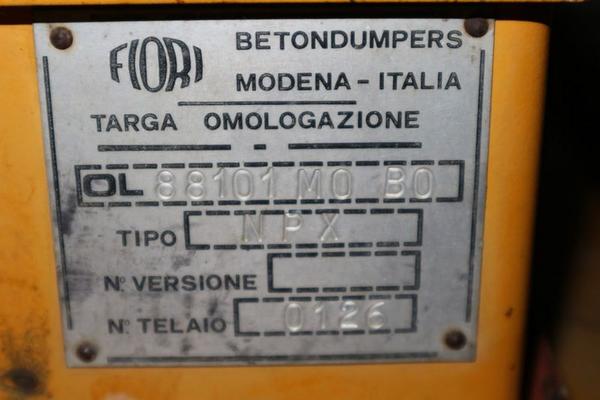 FIORI BETONDUMPERS
MODENA - ITALIA
TARGA OMOLOGAZIONE
OL 88101 MO BO
TIPO NPX
N° VERSIONE
N° TELAIO 0126